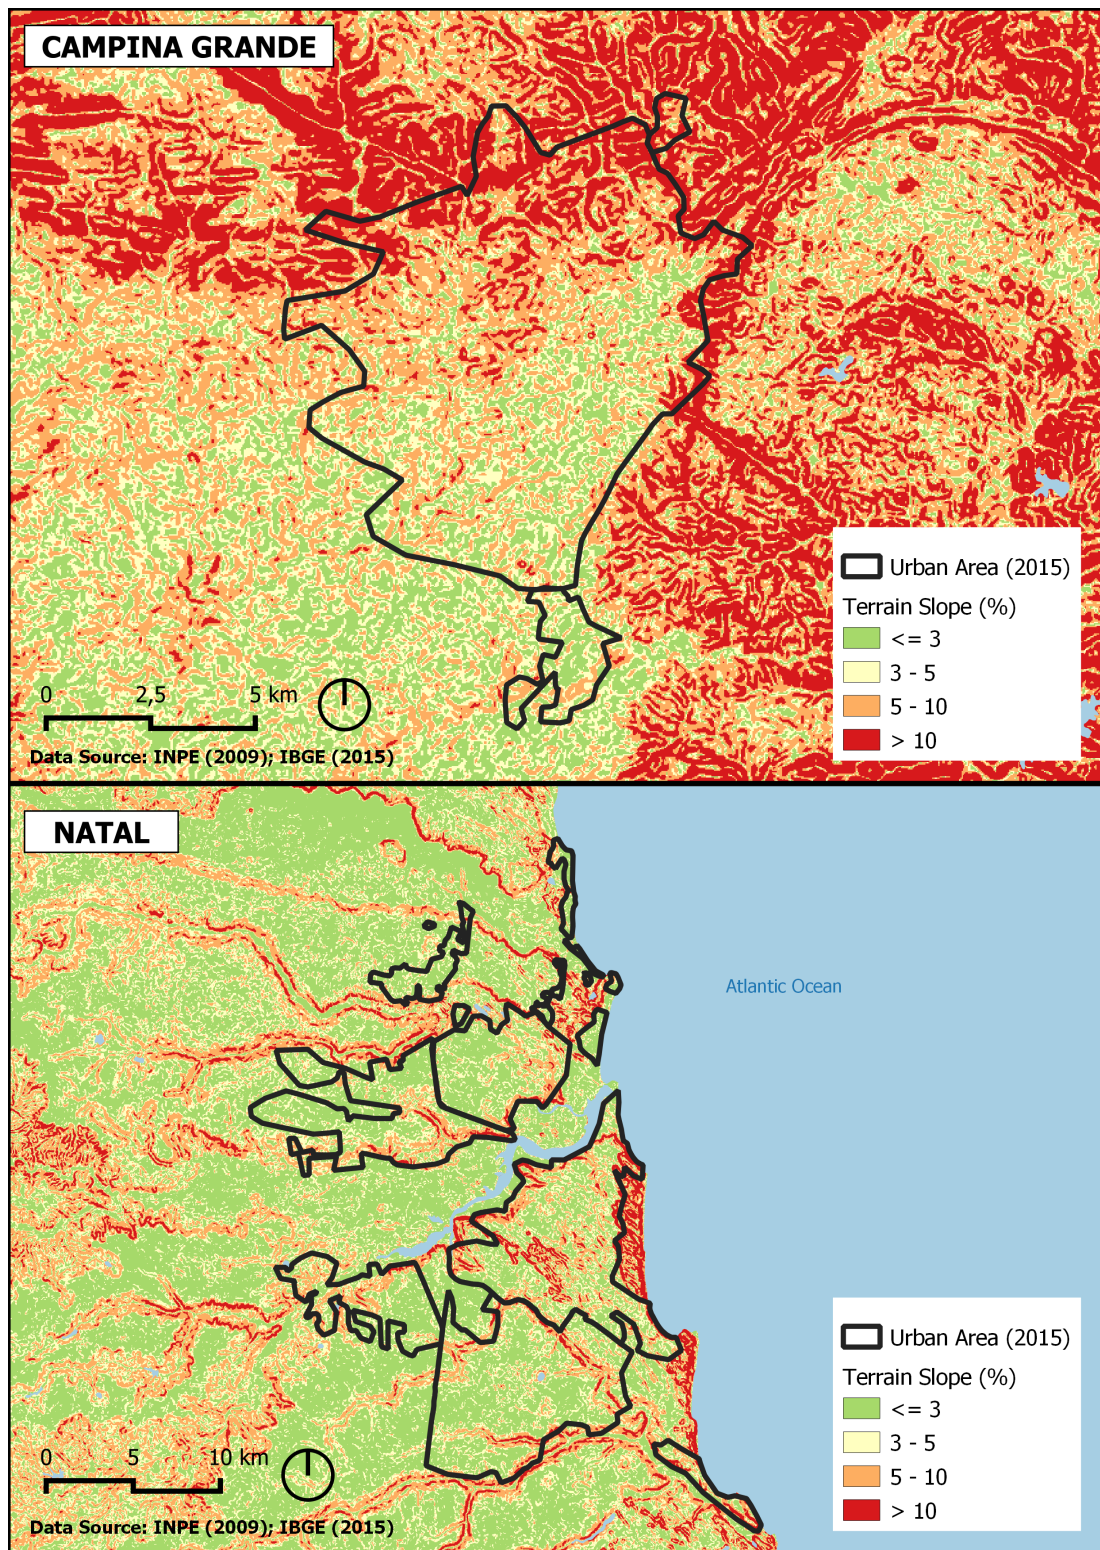 CAMPINA GRANDE
Urban Area (2015)
Terrain Slope (%)
<= 3
3 - 5
5 - 10
> 10
0 2,5 5 km
Data Source: INPE (2009); IBGE (2015)
NATAL
Atlantic Ocean
Urban Area (2015)
Terrain Slope (%)
<= 3
3 - 5
5 - 10
> 10
0 5 10 km
Data Source: INPE (2009); IBGE (2015)